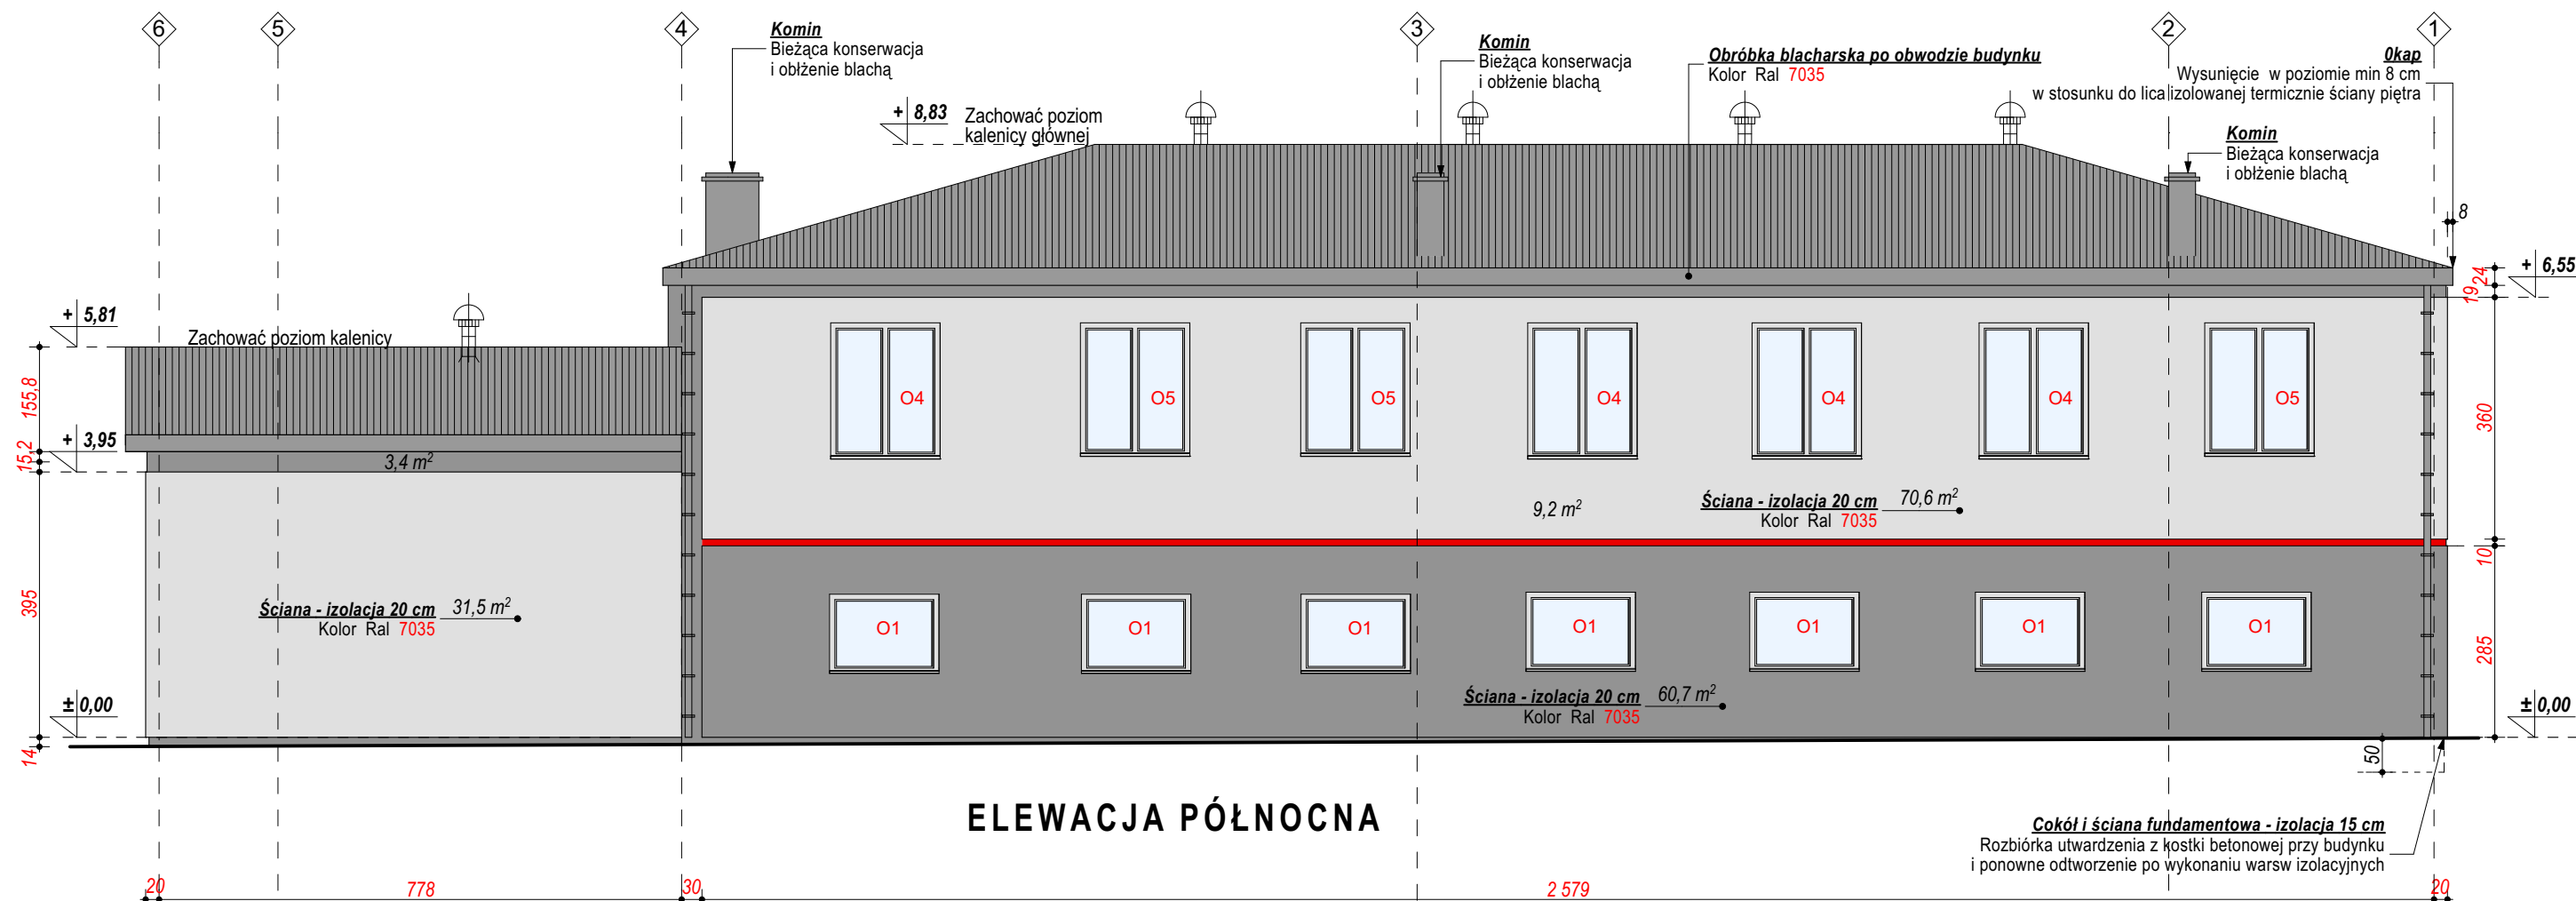 6
5
4
3
2
1
Komin
Bieżąca konserwacja
i obłżenie blachą
Komin
Bieżąca konserwacja
i obłżenie blachą
Obróbka blacharska po obwodzie budynku
Kolor Ral 7035
Okap
Wysunięcie w poziomie min 8 cm
w stosunku do lica izolowanej termicznie ściany piętra
Komin
Bieżąca konserwacja
i obłżenie blachą
+ 8,83
Zachować poziom
kalenicy głównej
8
+ 6,55
24
19
+ 5,81
Zachować poziom kalenicy
155,8
+ 3,95
15,2
3,4 m²
O4
O5
O5
O4
O4
O4
O5
360
9,2 m²
Ściana - izolacja 20 cm 70,6 m²
Kolor Ral 7035
10
395
Ściana - izolacja 20 cm 31,5 m²
Kolor Ral 7035
O1
O1
O1
O1
O1
O1
O1
285
Ściana - izolacja 20 cm 60,7 m²
Kolor Ral 7035
± 0,00
± 0,00
14
50
ELEWACJA PÓŁNOCNA
Cokół i ściana fundamentowa - izolacja 15 cm
Rozbiórka utwardzenia z kostki betonowej przy budynku
i ponowne odtworzenie po wykonaniu warsw izolacyjnych
20
778
30
2 579
20